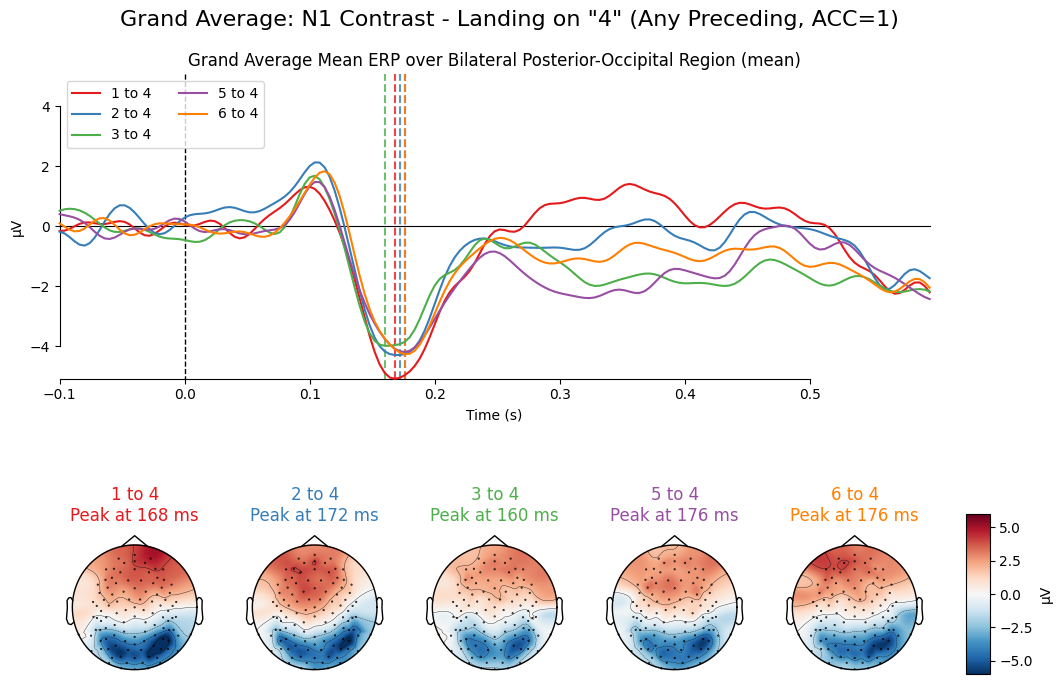 Grand Average: N1 Contrast - Landing on "4" (Any Preceding, ACC=1)
Grand Average Mean ERP over Bilateral Posterior-Occipital Region (mean)
1 to 4
2 to 4
3 to 4
5 to 4
6 to 4
4
2
0
−2
−4
µV
−0.1
0.0
0.1
0.2
0.3
0.4
0.5
Time (s)
1 to 4
Peak at 168 ms
2 to 4
Peak at 172 ms
3 to 4
Peak at 160 ms
5 to 4
Peak at 176 ms
6 to 4
Peak at 176 ms
5.0
2.5
0.0
−2.5
−5.0
µV